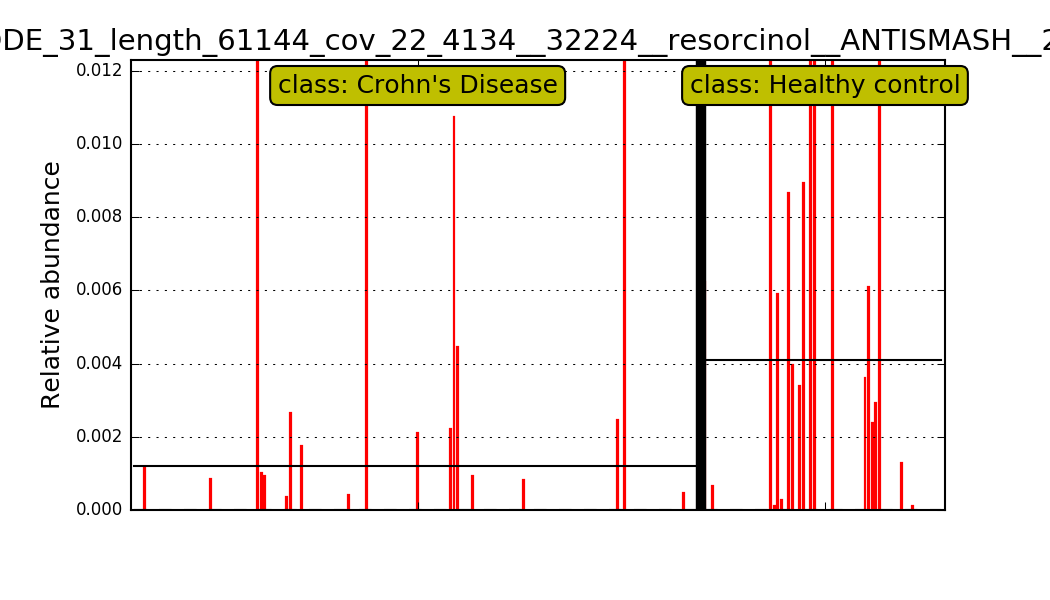 DE_31_length_61144_cov_22_4134__32224__resorcinol__ANTISMASH__2
0.012
class: Crohn's Disease
class: Healthy control
0.010
0.008
0.006
0.004
0.002
0.000
Relative abundance